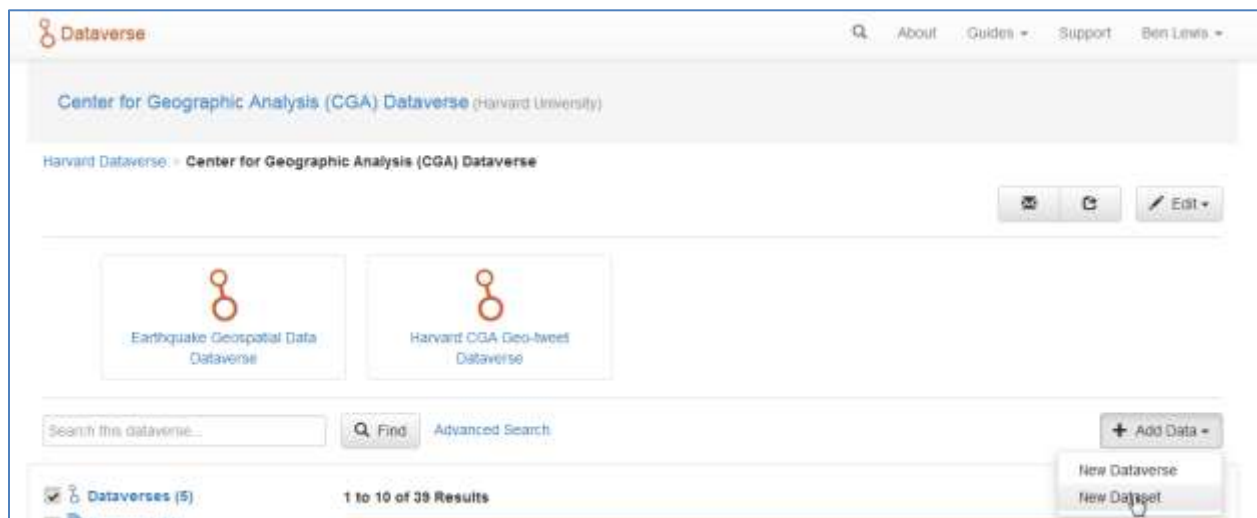 Dataverse
About Guides Support Ben Lewis
Center for Geographic Analysis (CGA) Dataverse (Harvard University)
Harvard Dataverse > Center for Geographic Analysis (CGA) Dataverse
Edit
Earthquake Geospatial Data
Dataverse
Harvard CGA Geo-tweet
Dataverse
Search this dataverse...
Find
Advanced Search
+ Add Data
New Dataverse
New Dataset
Dataverses (5)
1 to 10 of 39 Results